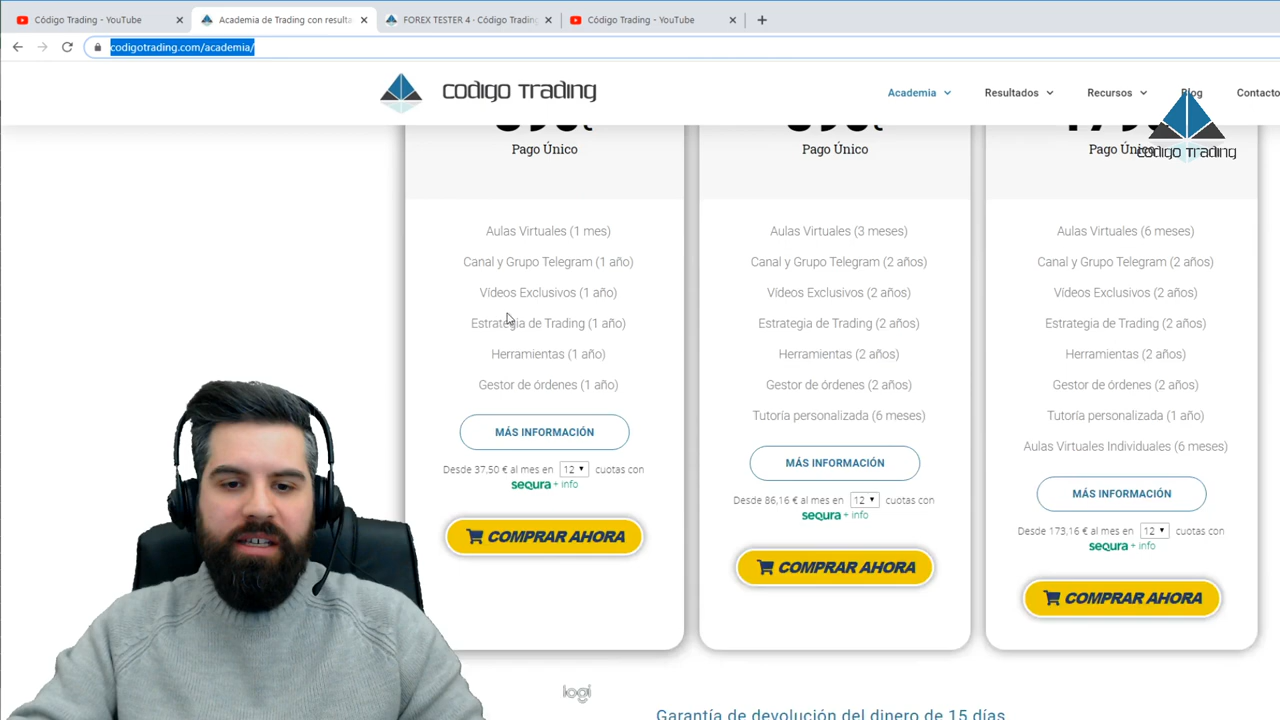 Código Trading - YouTube
Academia de Trading con resulta
FOREX TESTER 4 - Código Trading
Código Trading - YouTube
codigotrading.com/academia/
codigo Trading
Academia
Resultados
Recursos
Blog
Contacto
codigo Trading
Pago Único
Aulas Virtuales (1 mes)
Canal y Grupo Telegram (1 año)
Vídeos Exclusivos (1 año)
Estrategia de Trading (1 año)
Herramientas (1 año)
Gestor de órdenes (1 año)
MÁS INFORMACIÓN
Desde 37,50 € al mes en 12 cuotas con
seQura + info
COMPRAR AHORA
Pago Único
Aulas Virtuales (3 meses)
Canal y Grupo Telegram (2 años)
Vídeos Exclusivos (2 años)
Estrategia de Trading (2 años)
Herramientas (2 años)
Gestor de órdenes (2 años)
Tutoría personalizada (6 meses)
MÁS INFORMACIÓN
Desde 86,16 € al mes en 12 cuotas con
seQura + info
COMPRAR AHORA
Pago Único
Aulas Virtuales (6 meses)
Canal y Grupo Telegram (2 años)
Vídeos Exclusivos (2 años)
Estrategia de Trading (2 años)
Herramientas (2 años)
Gestor de órdenes (2 años)
Tutoría personalizada (1 año)
Aulas Virtuales Individuales (6 meses)
MÁS INFORMACIÓN
Desde 173,16 € al mes en 12 cuotas con
seQura + info
COMPRAR AHORA
logi
Garantía de devolución del dinero de 15 días